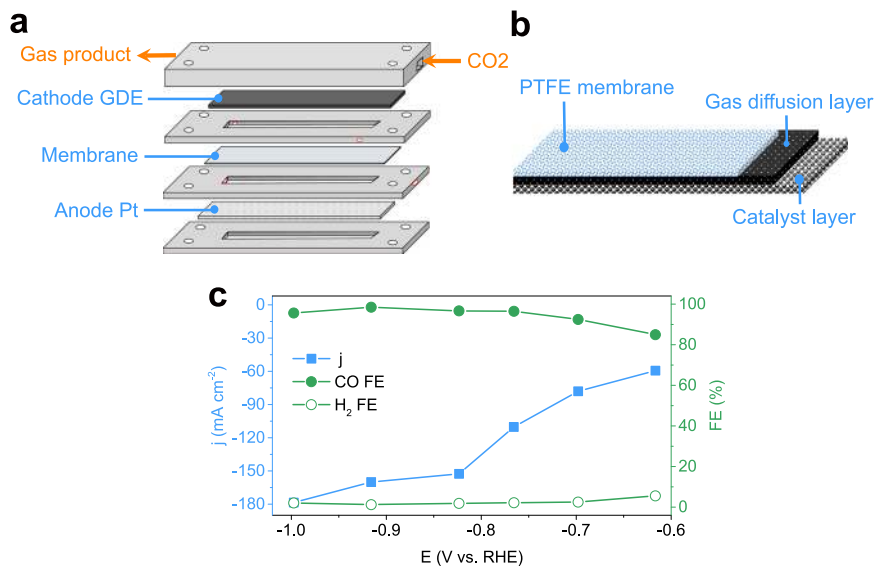 a
Gas product
CO2
Cathode GDE
Membrane
Anode Pt
b
PTFE membrane
Gas diffusion layer
Catalyst layer
c
0
-30
-60
-90
-120
-150
-180
j (mA cm-2)
j
CO FE
H2 FE
100
80
60
40
20
0
FE (%)
-1.0 -0.9 -0.8 -0.7 -0.6
E (V vs. RHE)